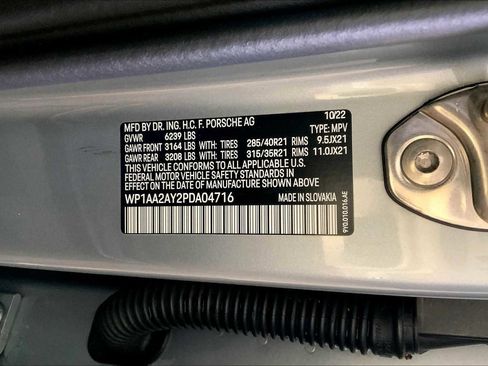 MFD BY DR. ING. H.C. F. PORSCHE AG 10/22
GVWR 6239 LBS TYPE: MPV
GAWR FRONT 3164 LBS WITH: TIRES 285/40R21 RIMS 9.5JX21
GAWR REAR 3208 LBS WITH: TIRES 315/35R21 RIMS 11.0JX21
THIS VEHICLE CONFORMS TO ALL APPLICABLE U.S.
FEDERAL MOTOR VEHICLE SAFETY STANDARDS IN
EFFECT ON THE DATE OF MANUFACTURE SHOWN ABOVE.
WP1AA2AY2PDA04716 MADE IN SLOVAKIA
9Y0.010.016.AE